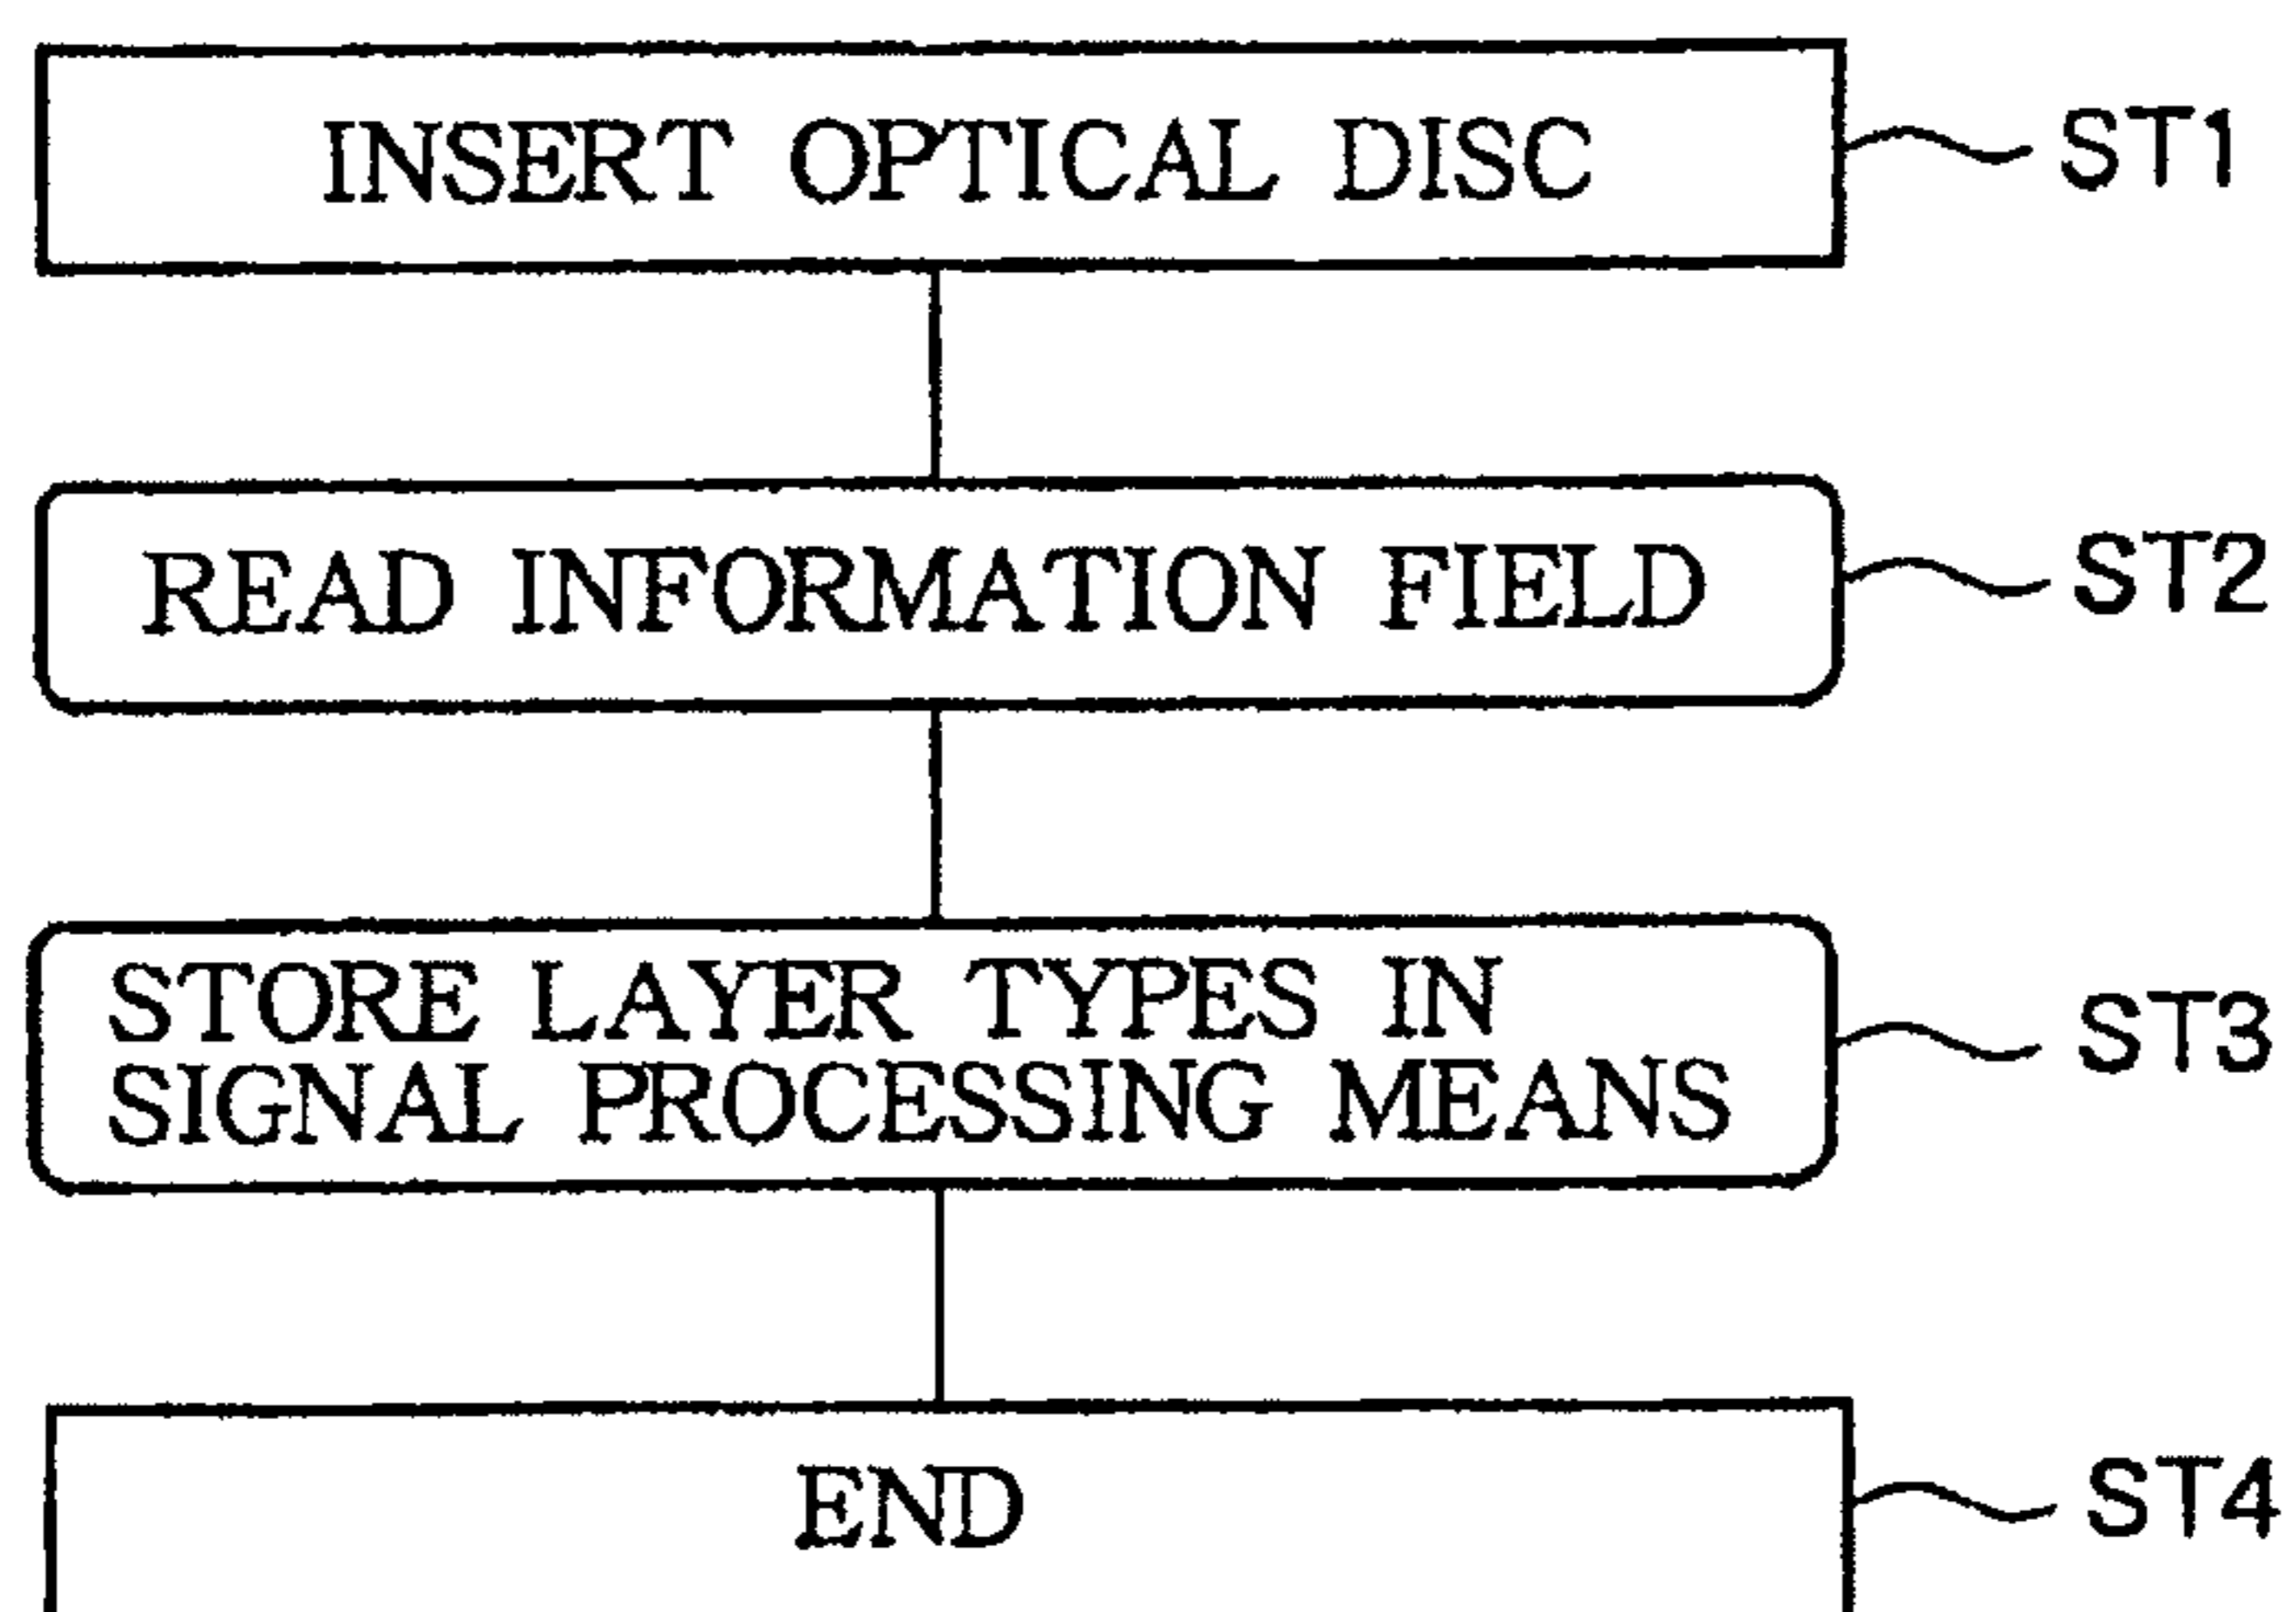 INSERT OPTICAL DISC
ST1
READ INFORMATION FIELD
ST2
STORE LAYER TYPES IN
SIGNAL PROCESSING MEANS
ST3
END
ST4